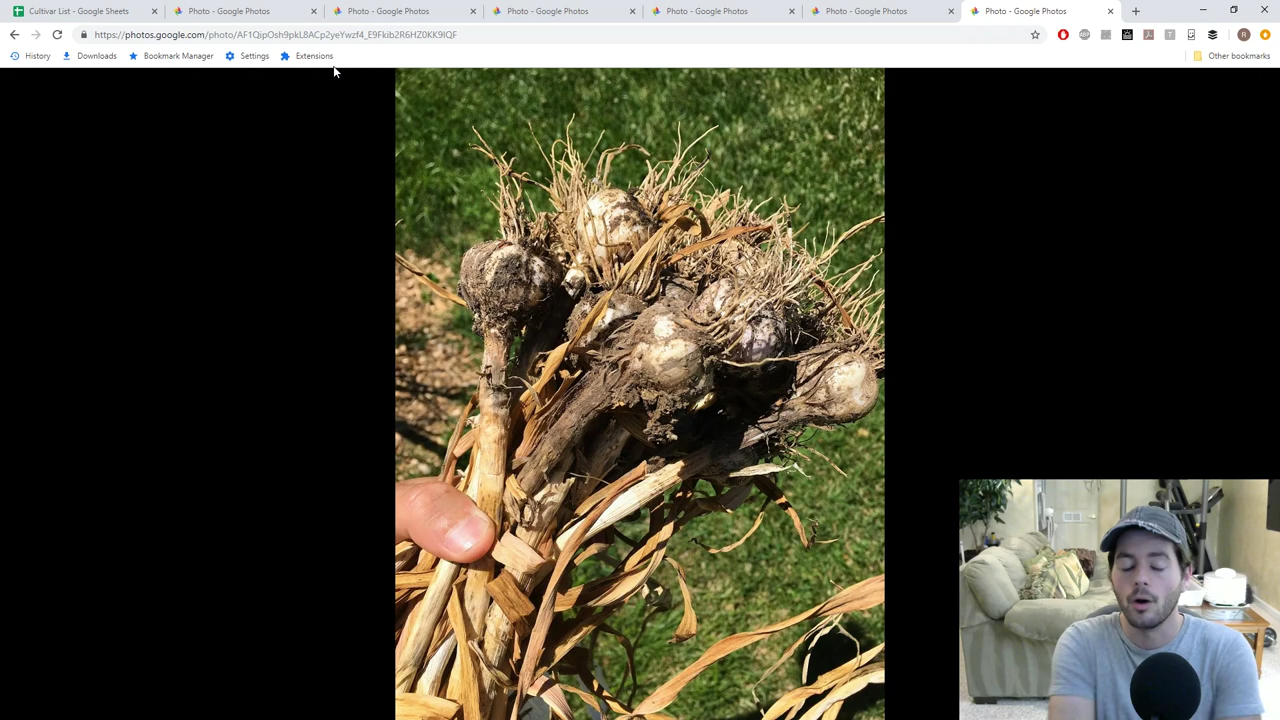 Cultivar List - Google Sheets
Photo - Google Photos
Photo - Google Photos
Photo - Google Photos
Photo - Google Photos
Photo - Google Photos
Photo - Google Photos
https://photos.google.com/photo/AF1QipOsh9pkL8ACp2yeYwzf4_E9Fkib2R6HZ0KK9IQF
R
History
Downloads
Bookmark Manager
Settings
Extensions
Other bookmarks